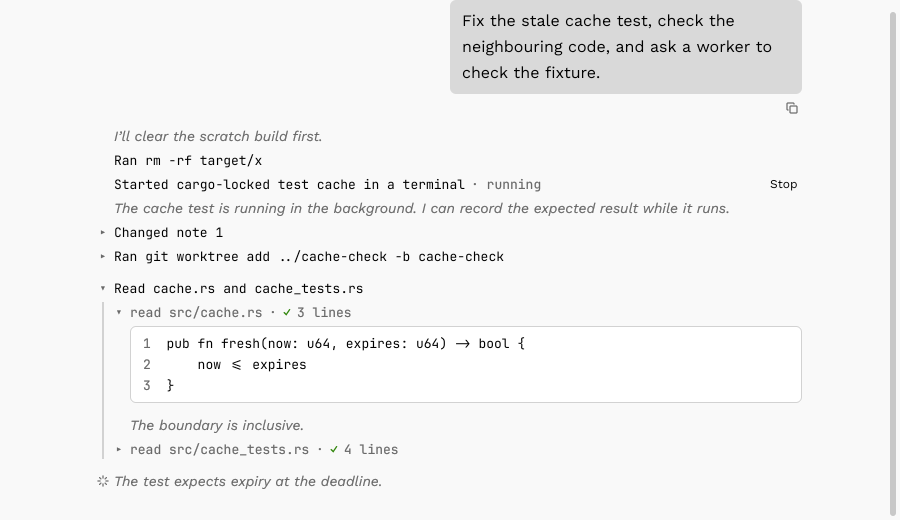 Fix the stale cache test, check the
neighbouring code, and ask a worker to
check the fixture.
I’ll clear the scratch build first.
Ran rm -rf target/x
Started cargo-locked test cache in a terminal · running Stop
The cache test is running in the background. I can record the expected result while it runs.
Changed note 1
Ran git worktree add ../cache-check -b cache-check
Read cache.rs and cache_tests.rs
read src/cache.rs · ✓ 3 lines
1 pub fn fresh(now: u64, expires: u64) -> bool {
2 now <= expires
3 }
The boundary is inclusive.
read src/cache_tests.rs · ✓ 4 lines
The test expects expiry at the deadline.